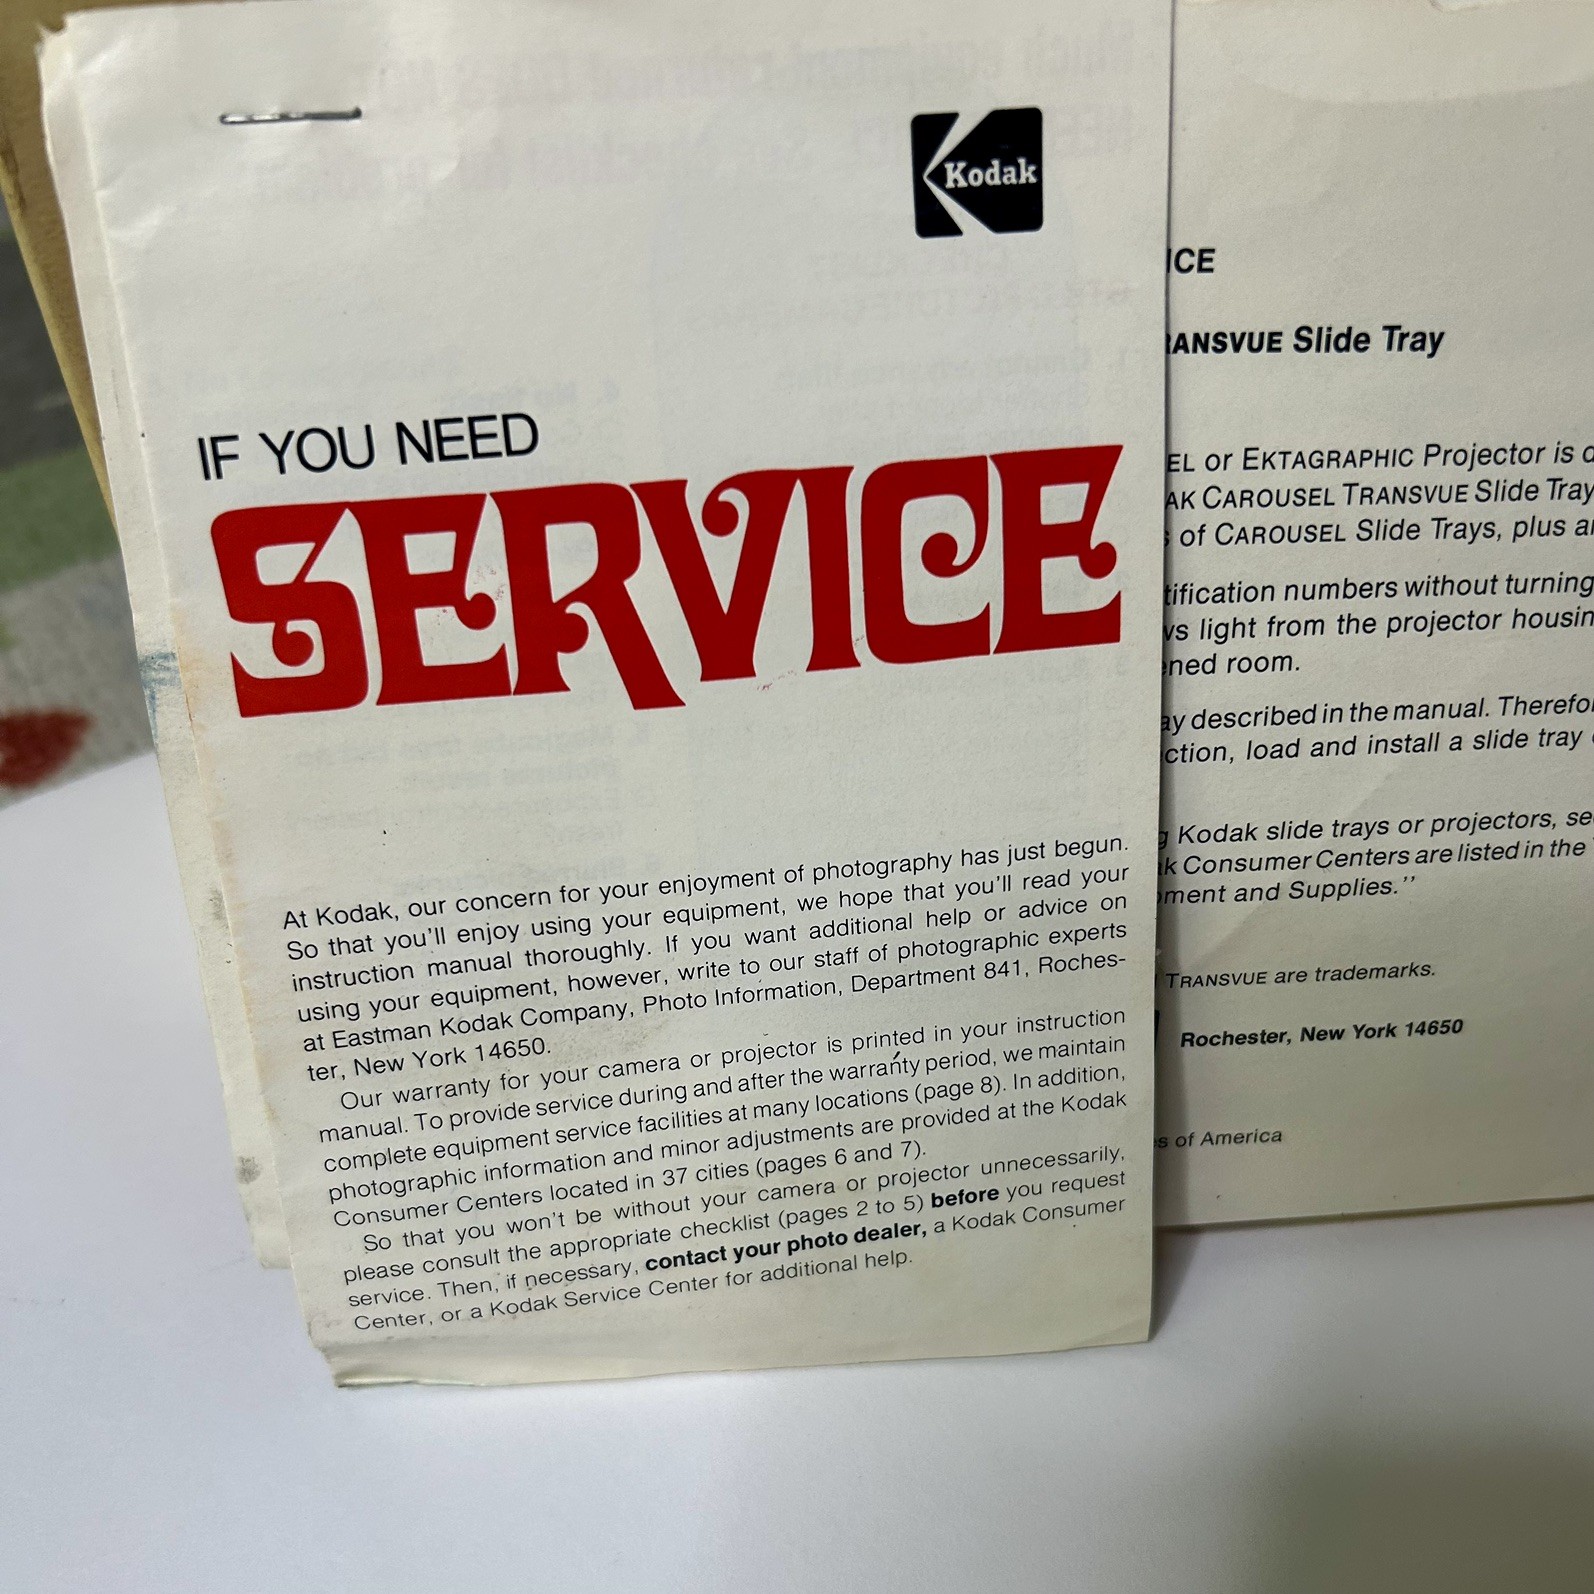 Kodak
IF YOU NEED
SERVICE
At Kodak, our concern for your enjoyment of photography has just begun.
So that you'll enjoy using your equipment, we hope that you'll read your
instruction manual thoroughly. If you want additional help or advice on
using your equipment, however, write to our staff of photographic experts
at Eastman Kodak Company, Photo Information, Department 841, Roches-
ter, New York 14650.
Our warranty for your camera or projector is printed in your instruction
manual. To provide service during and after the warranty period, we maintain
complete equipment service facilities at many locations (page 8). In addition,
photographic information and minor adjustments are provided at the Kodak
Consumer Centers located in 37 cities (pages 6 and 7).
So that you won't be without your camera or projector unnecessarily,
please consult the appropriate checklist (pages 2 to 5) before you request
service. Then, if necessary, contact your photo dealer, a Kodak Consumer
Center, or a Kodak Service Center for additional help.
ICE
RANSVUE Slide Tray
EL or EKTAGRAPHIC Projector is
AK CAROUSEL TRANSVUE Slide Tray
of CAROUSEL Slide Trays, plus
tification numbers without turning
ws light from the projector housin
ened room.
ay described in the manual. Therefo
ction, load and install a slide tray
g Kodak slide trays or projectors, se
ak Consumer Centers are listed in the
pment and Supplies.''
TRANSVUE are trademarks.
Rochester, New York 14650
s of America